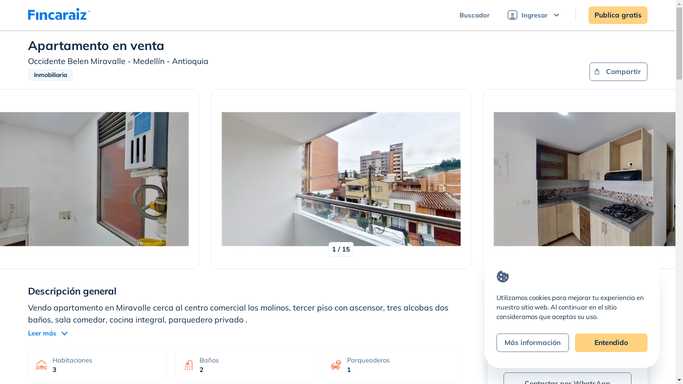 Fincaraiz
Buscador
Ingresar
Publica gratis
Apartamento en venta
Occidente Belen Miravalle - Medellín - Antioquia
Inmobiliaria
Compartir
1 / 15
Descripción general
Vendo apartamento en Miravalle cerca al centro comercial los molinos, tercer piso con ascensor, tres alcobas dos
baños, sala comedor, cocina integral, parquedero privado .
Leer más
Habitaciones
3
Baños
2
Parqueaderos
1
Utilizamos cookies para mejorar tu experiencia en
nuestro sitio web. Al continuar en el sitio
consideramos que aceptas su uso.
Más información
Entendido
Contactar por WhatsApp